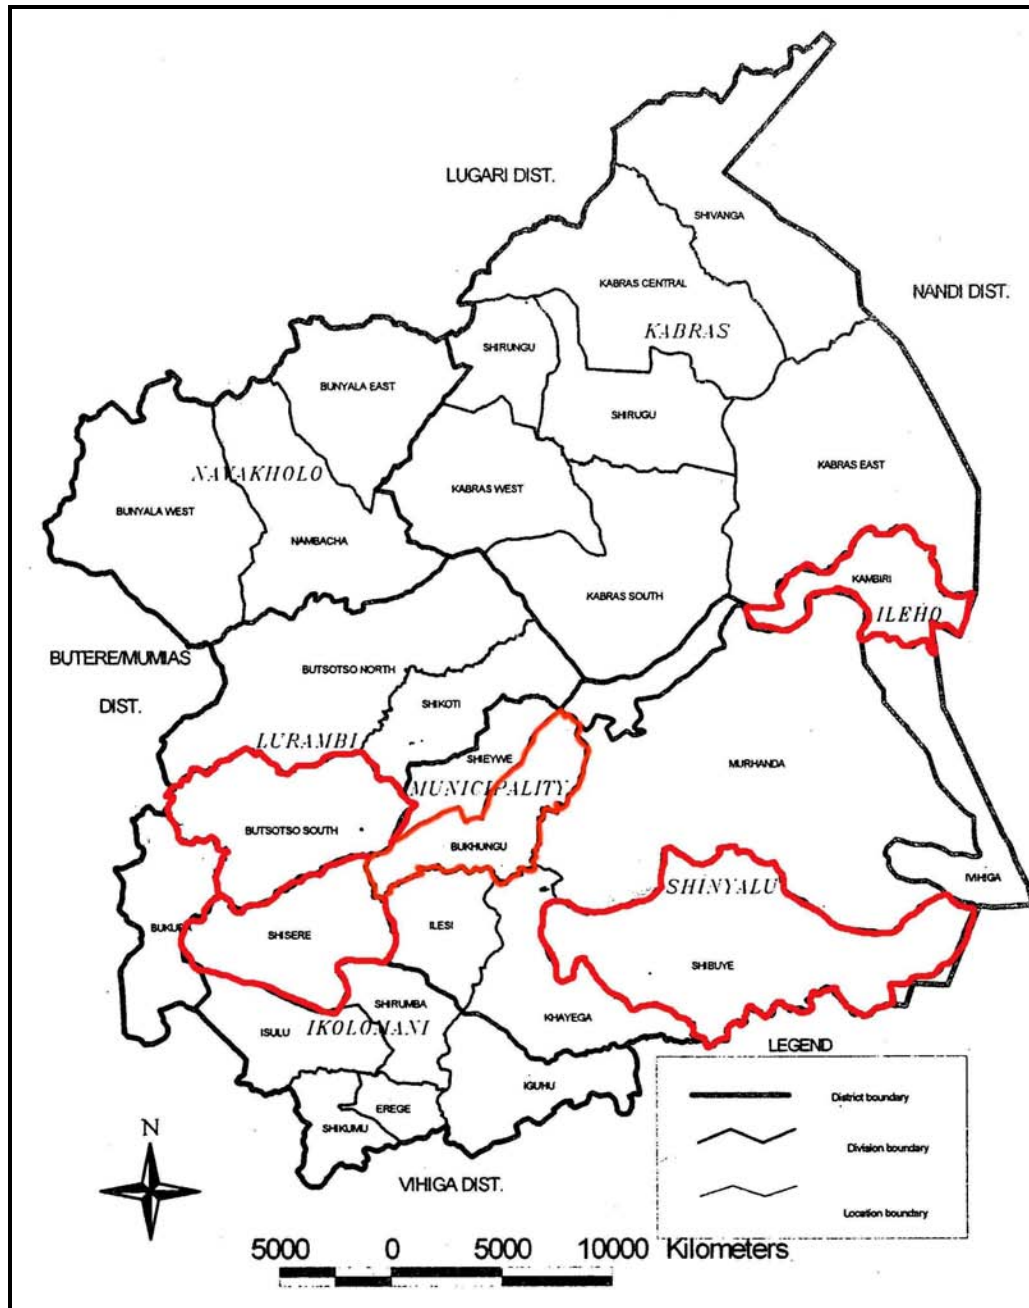 LUGARI DIST.
SHIVANGA
KABRAS CENTRAL
NANDI DIST.
KABRAS
SHIRUNGU
BUNYALA EAST
SHIRUGU
KABRAS EAST
NAVAKHOLO
KABRAS WEST
BUNYALA WEST
NAMBACHA
KAMBIRI
KABRAS SOUTH
ILEHO
BUTERE/MUMIAS
DIST.
BUTSOTSO NORTH
SHIKOTI
LURAMBI
SHIEYWE
MURHANDA
MUNICIPALITY
BUTSOTSO SOUTH
BUKHUNGU
IVIHIGA
SHINYALU
BUKURA
SHISERE
ILESI
SHIBUYE
SHIRUMBA
KHAYEGA
ISULU
IKOLOMANI
IGUHU
EREGE
SHIKUMU
VIHIGA DIST.
LEGEND
District boundary
Division boundary
Location boundary
N
5000 0 5000 10000 Kilometers